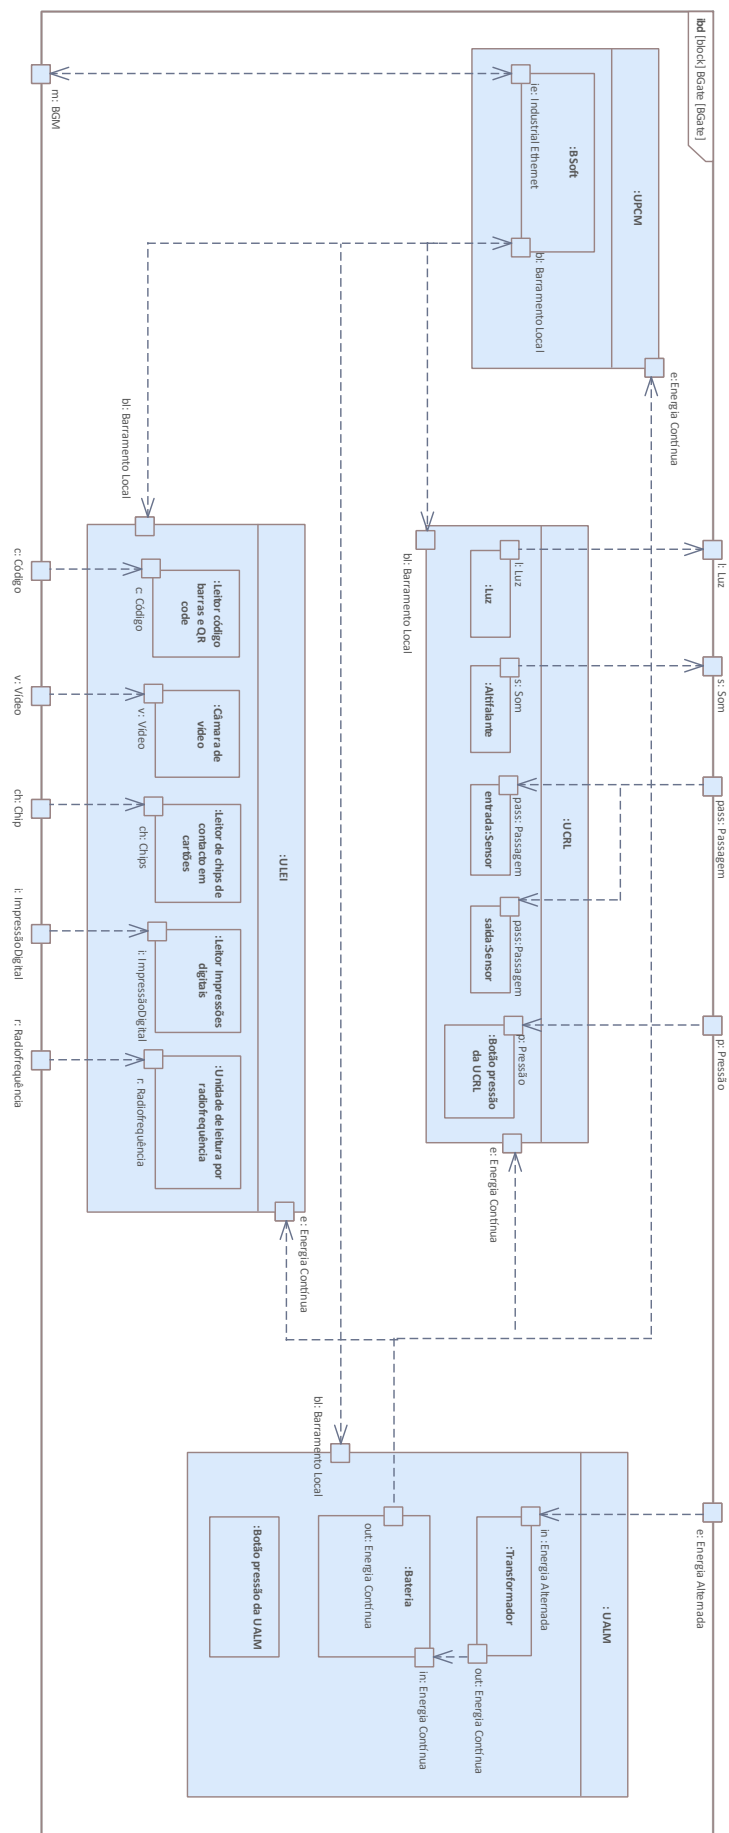 ibd [block] BGate [BGate]
m: BGM
:UPCM
:BSoft
ie: Industrial Ethernet
bl: Barramento Local
e:Energia Contínua
l: Luz
s: Som
pass: Passagem
p: Pressão
e: Energia Alternada
:UCRL
bl: Barramento Local
l: Luz
:Luz
s: Som
:Altifalante
pass: Passagem
entrada:Sensor
pass:Passagem
saída:Sensor
p: Pressão
:Botão pressão
da UCRL
e: Energia Contínua
:ULEI
bl: Barramento Local
:Leitor código
barras e QR
code
c: Código
:Câmara de
vídeo
v: Vídeo
:Leitor de chips de
contacto em
cartões
ch: Chips
:Leitor Impressões
digitais
i: ImpressãoDigital
:Unidade de leitura por
radiofrequência
r: Radiofrequência
e: Energia Contínua
c: Código
v: Vídeo
ch: Chip
i: ImpressãoDigital
r: Radiofrequência
: UALM
bl: Barramento Local
in :Energia Alternada
:Transformador
out: Energia Contínua
:Bateria
out: Energia Contínua
in: Energia Contínua
:Botão pressão da UALM